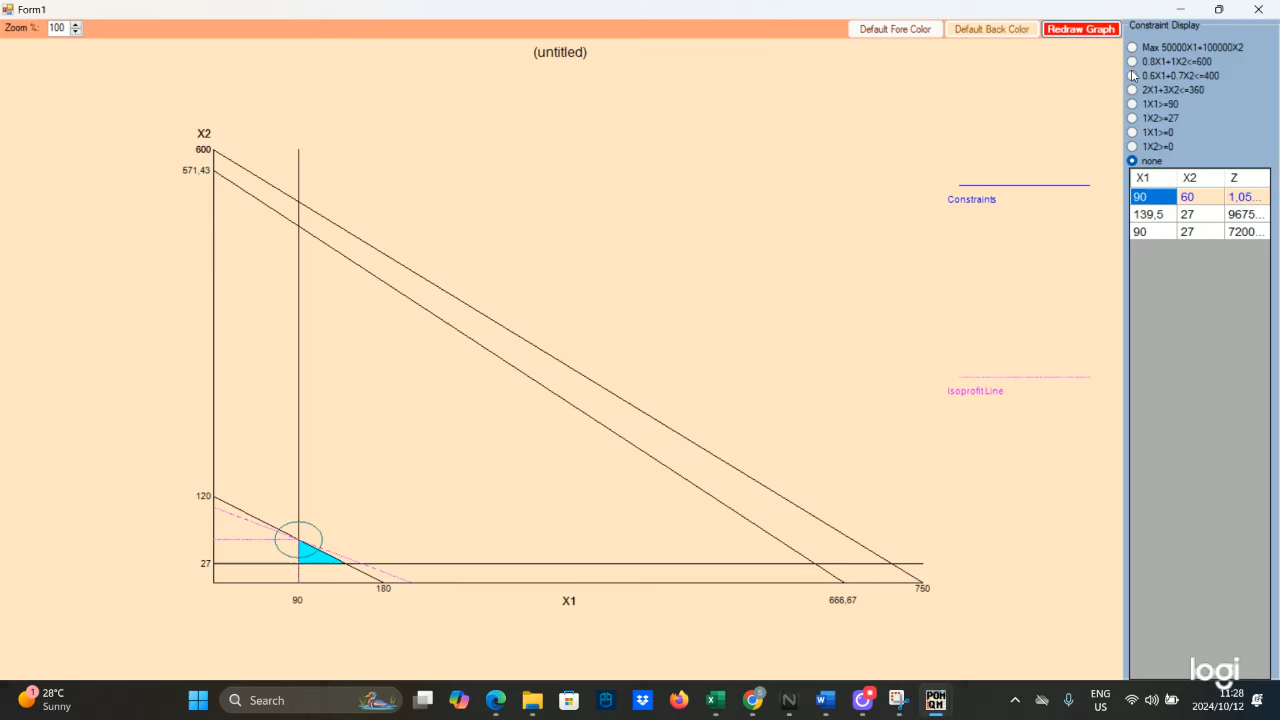 Form1
Zoom %: 100
Default Fore Color
Default Back Color
Redraw Graph
Constraint Display
Max 50000X1+100000X2
0.8X1+1X2<=600
0.6X1+0.7X2<=400
2X1+3X2<=360
1X1>=90
1X2>=27
1X1>=0
1X2>=0
none
X1 X2 Z
90 60 1,05...
139,5 27 9675...
90 27 7200...
(untitled)
X2
600
571,43
120
27
90
180
X1
666,67
750
Constraints
Isoprofit Line
logi
28°C
Sunny
1
Search
POM
QM
ENG
US
11:28
2024/10/12